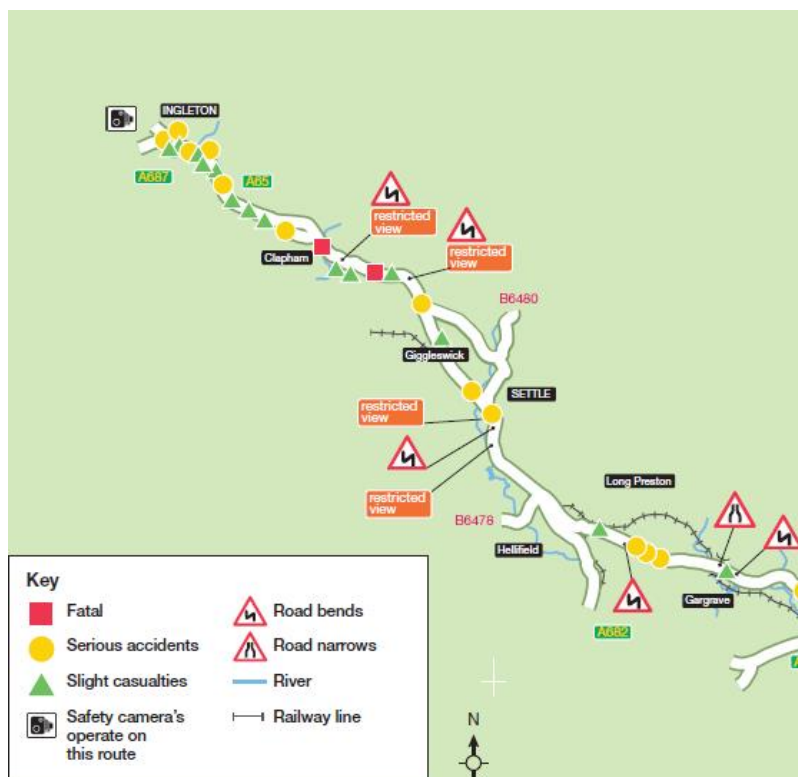 INGLETON
A687
A65
restricted
view
restricted
view
Clapham
B6480
Giggleswick
restricted
view
SETTLE
restricted
view
Long Preston
B6478
Hellifield
Gargrave
A682
Key
Fatal
Road bends
Serious accidents
Road narrows
Slight casualties
River
Safety camera's
operate on
this route
Railway line
N